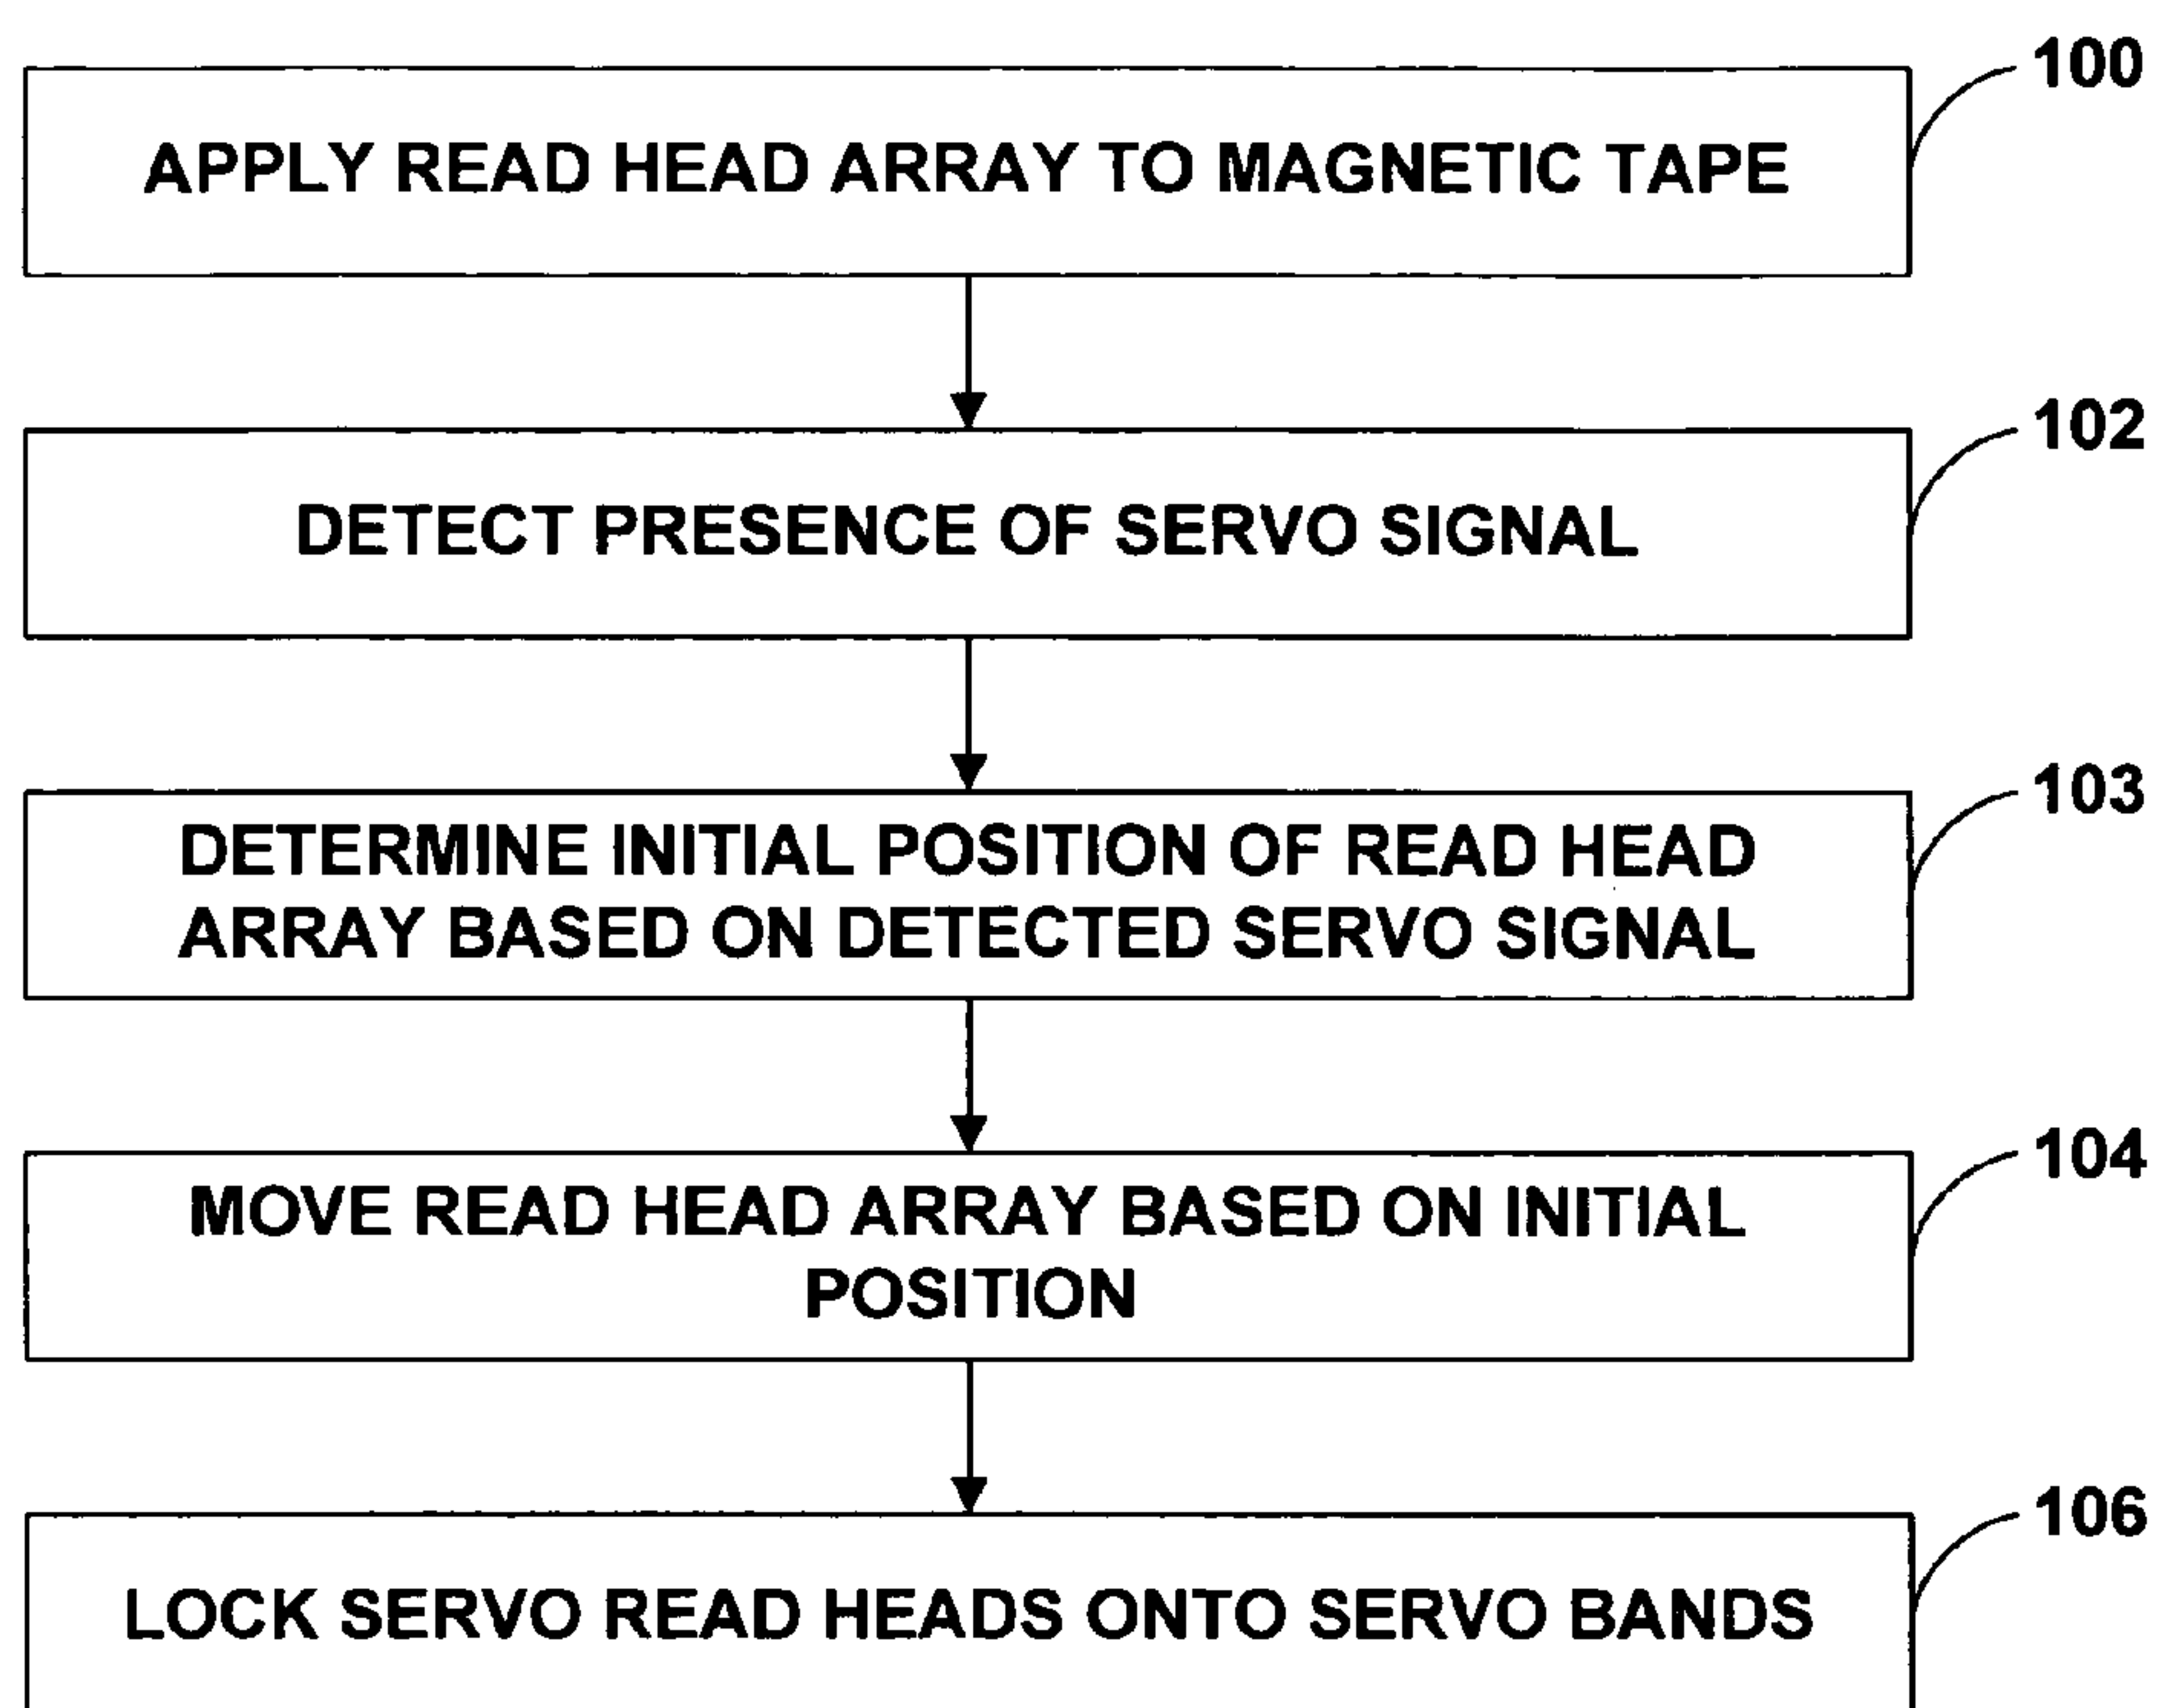 100
APPLY READ HEAD ARRAY TO MAGNETIC TAPE
102
DETECT PRESENCE OF SERVO SIGNAL
103
DETERMINE INITIAL POSITION OF READ HEAD
ARRAY BASED ON DETECTED SERVO SIGNAL
104
MOVE READ HEAD ARRAY BASED ON INITIAL
POSITION
106
LOCK SERVO READ HEADS ONTO SERVO BANDS